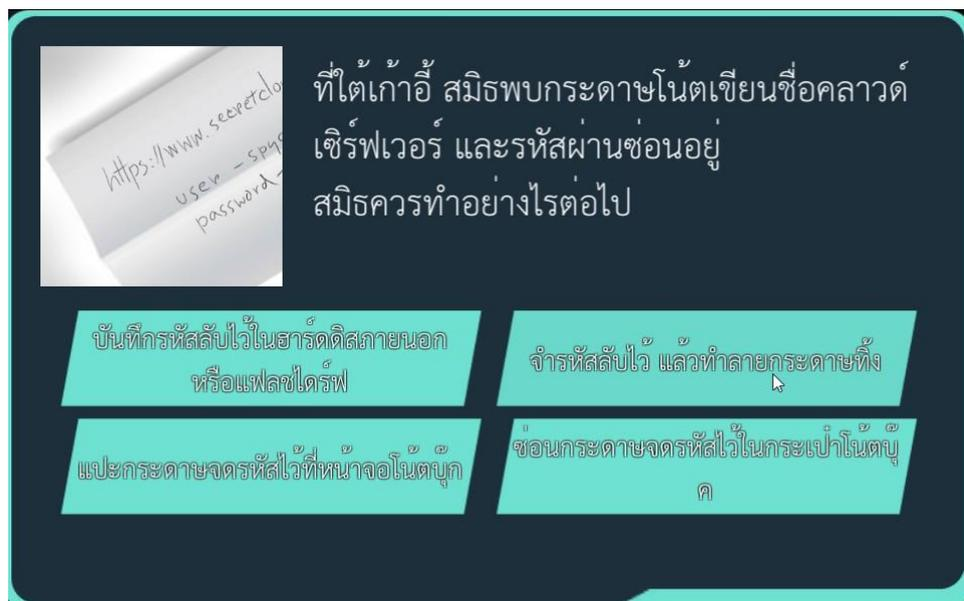 https://www.secretclo
user - spys
password-
ที่ใต้เก้าอี้ สมิธพบกระดาษโน้ตเขียนชื่อคลาวด์
เซิร์ฟเวอร์ และรหัสผ่านซ่อนอยู่
สมิธควรทำอย่างไรต่อไป
บันทึกรหัสลับไว้ในฮาร์ดดิสภายนอก
หรือแฟลชไดร์ฟ
จำรหัสลับไว้ แล้วทำลายกระดาษทิ้ง
แปะกระดาษจดรหัสไว้ที่หน้าจอโน้ตบุ๊ก
ซ่อนกระดาษจดรหัสไว้ในกระเป๋าโน้ตบุ๊
ค